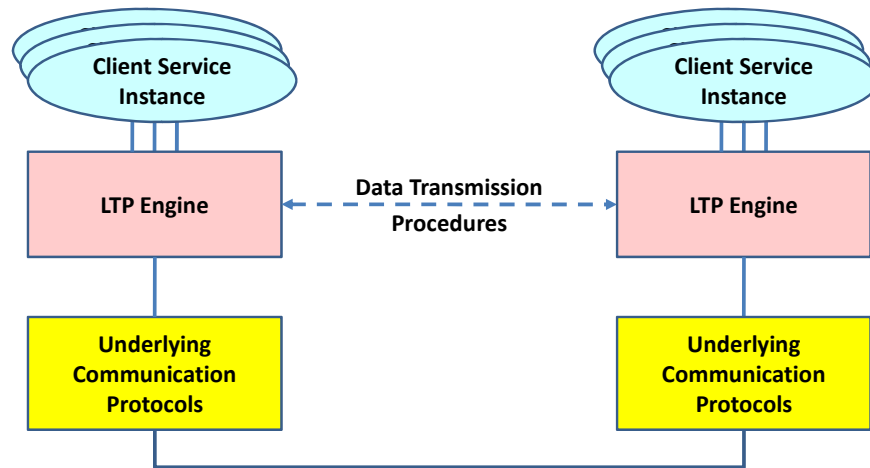 Client Service
Instance
Client Service
Instance
LTP Engine
Data Transmission
Procedures
LTP Engine
Underlying
Communication
Protocols
Underlying
Communication
Protocols